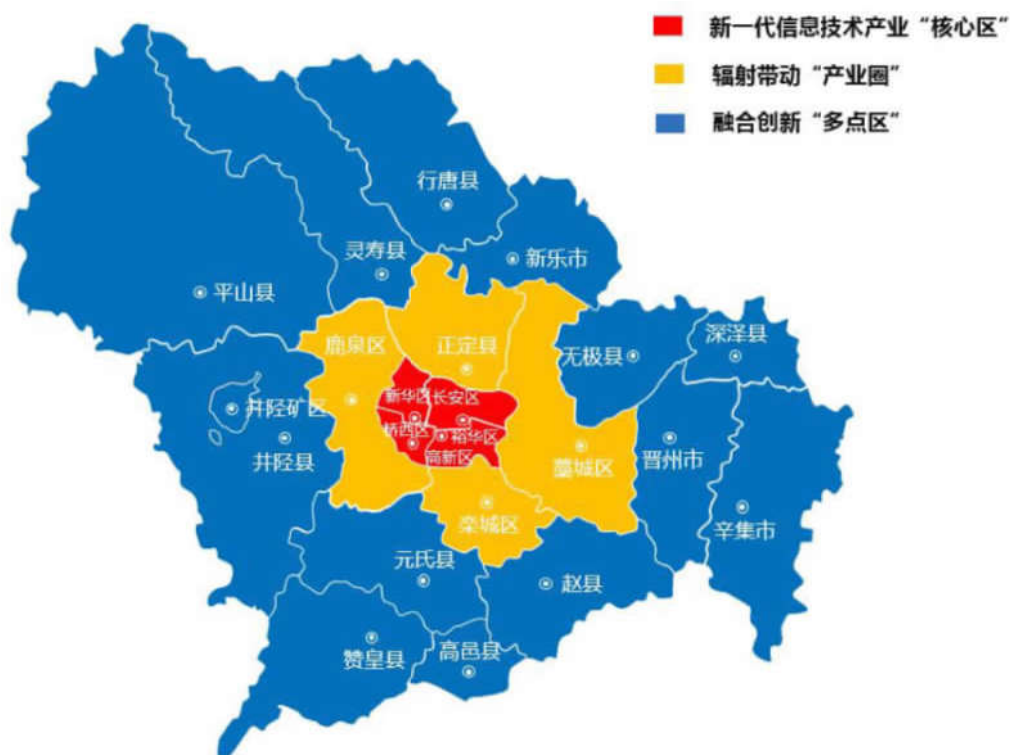 新一代信息技术产业“核心区”
辐射带动“产业圈”
融合创新“多点区”
行唐县
灵寿县
新乐市
平山县
鹿泉区
正定县
无极县
深泽县
新华区
长安区
井陉矿区
桥西区
裕华区
井陉县
高新区
藁城区
晋州市
栾城区
辛集市
元氏县
赵县
赞皇县
高邑县